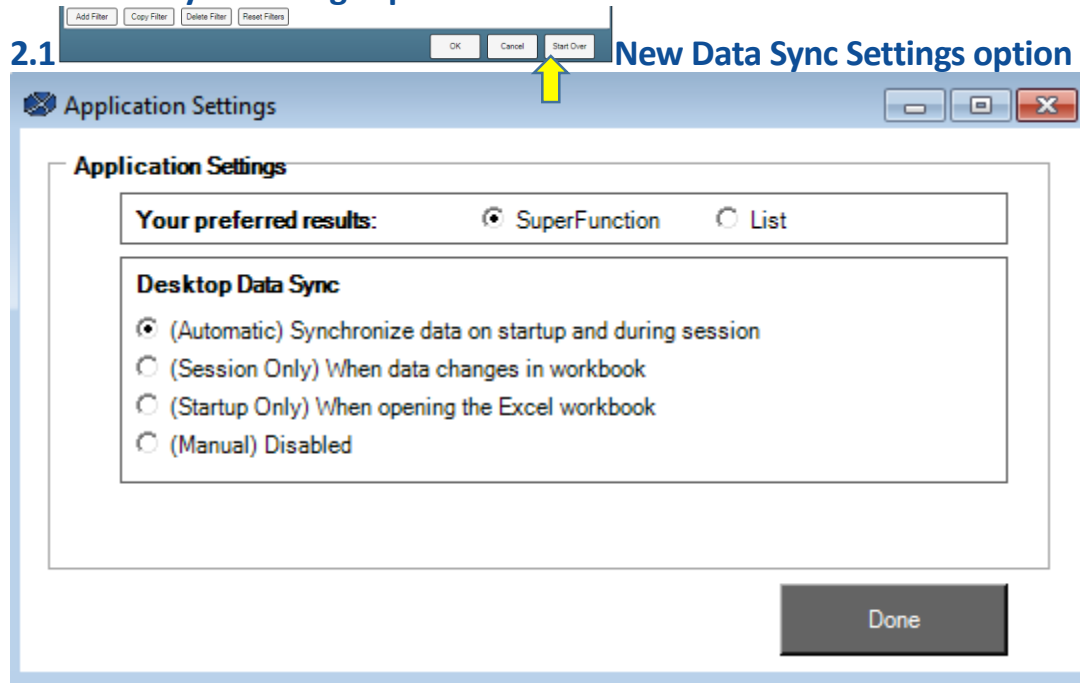 Add Filter Copy Filter Delete Filter Reset Filters
OK Cancel Start Over
2.1 New Data Sync Settings option
Application Settings
Application Settings
Your preferred results: SuperFunction List
Desktop Data Sync
(Automatic) Synchronize data on startup and during session
(Session Only) When data changes in workbook
(Startup Only) When opening the Excel workbook
(Manual) Disabled
Done